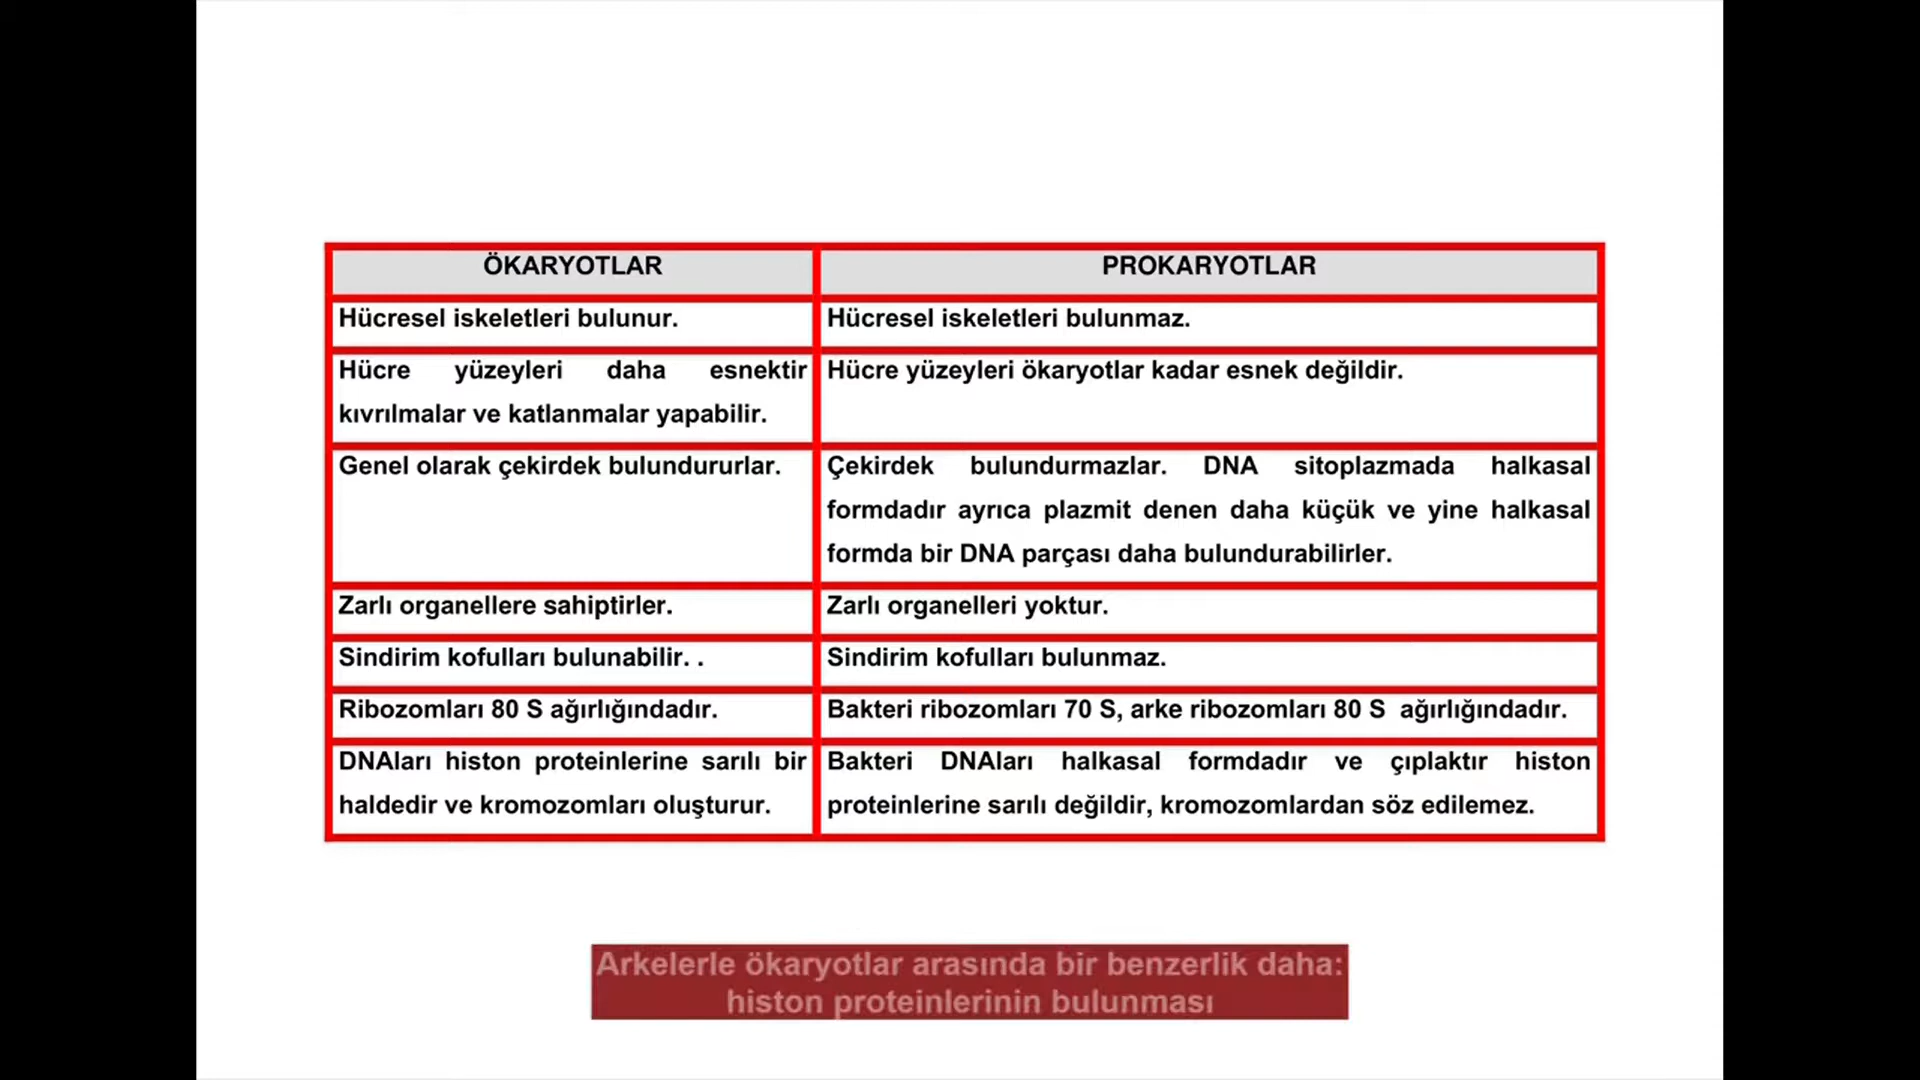 ÖKARYOTLAR
PROKARYOTLAR
Hücresel iskeletleri bulunur.
Hücresel iskeletleri bulunmaz.
Hücre yüzeyleri daha esnektir
kıvrılmalar ve katlanmalar yapabilir.
Hücre yüzeyleri ökaryotlar kadar esnek değildir.
Genel olarak çekirdek bulundururlar.
Çekirdek bulundurmazlar. DNA sitoplazmada halkasal
formdadır ayrıca plazmit denen daha küçük ve yine halkasal
formda bir DNA parçası daha bulundurabilirler.
Zarlı organellere sahiptirler.
Zarlı organelleri yoktur.
Sindirim kofulları bulunabilir. .
Sindirim kofulları bulunmaz.
Ribozomları 80 S ağırlığındadır.
Bakteri ribozomları 70 S, arke ribozomları 80 S ağırlığındadır.
DNAları histon proteinlerine sarılı bir
haldedir ve kromozomları oluşturur.
Bakteri DNAları halkasal formdadır ve çıplaktır histon
proteinlerine sarılı değildir, kromozomlardan söz edilemez.
Arkelerle ökaryotlar arasında bir benzerlik daha:
histon proteinlerinin bulunması